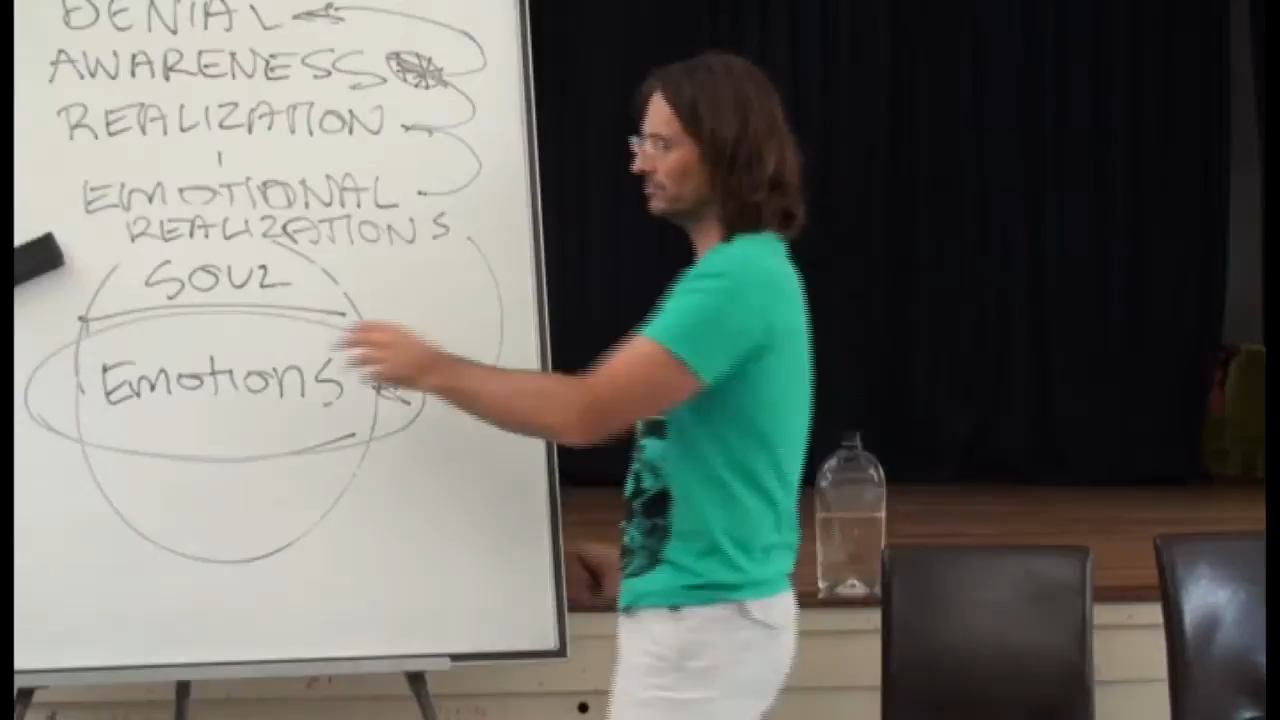 DENIAL
AWARENESS
REALIZATION
EMOTIONAL
REALIZATIONS
SOUL
Emotions